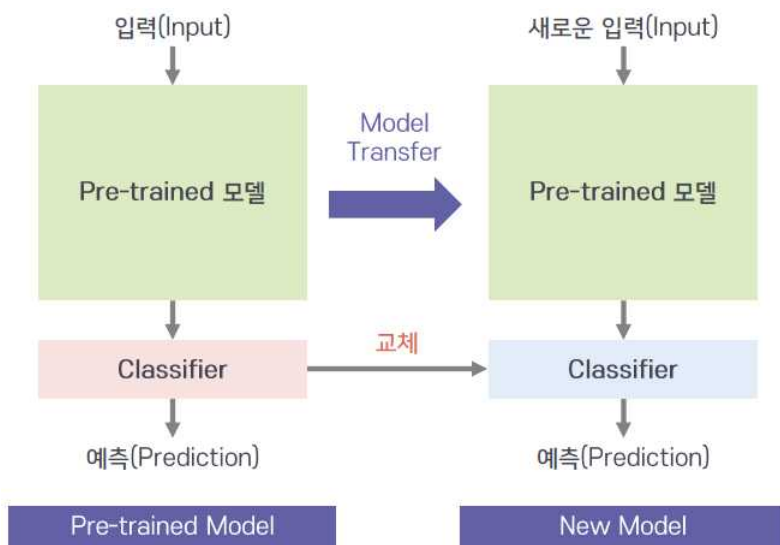 입력(Input)
Pre-trained 모델
Classifier
예측(Prediction)
Pre-trained Model
Model
Transfer
교체
새로운 입력(Input)
Pre-trained 모델
Classifier
예측(Prediction)
New Model